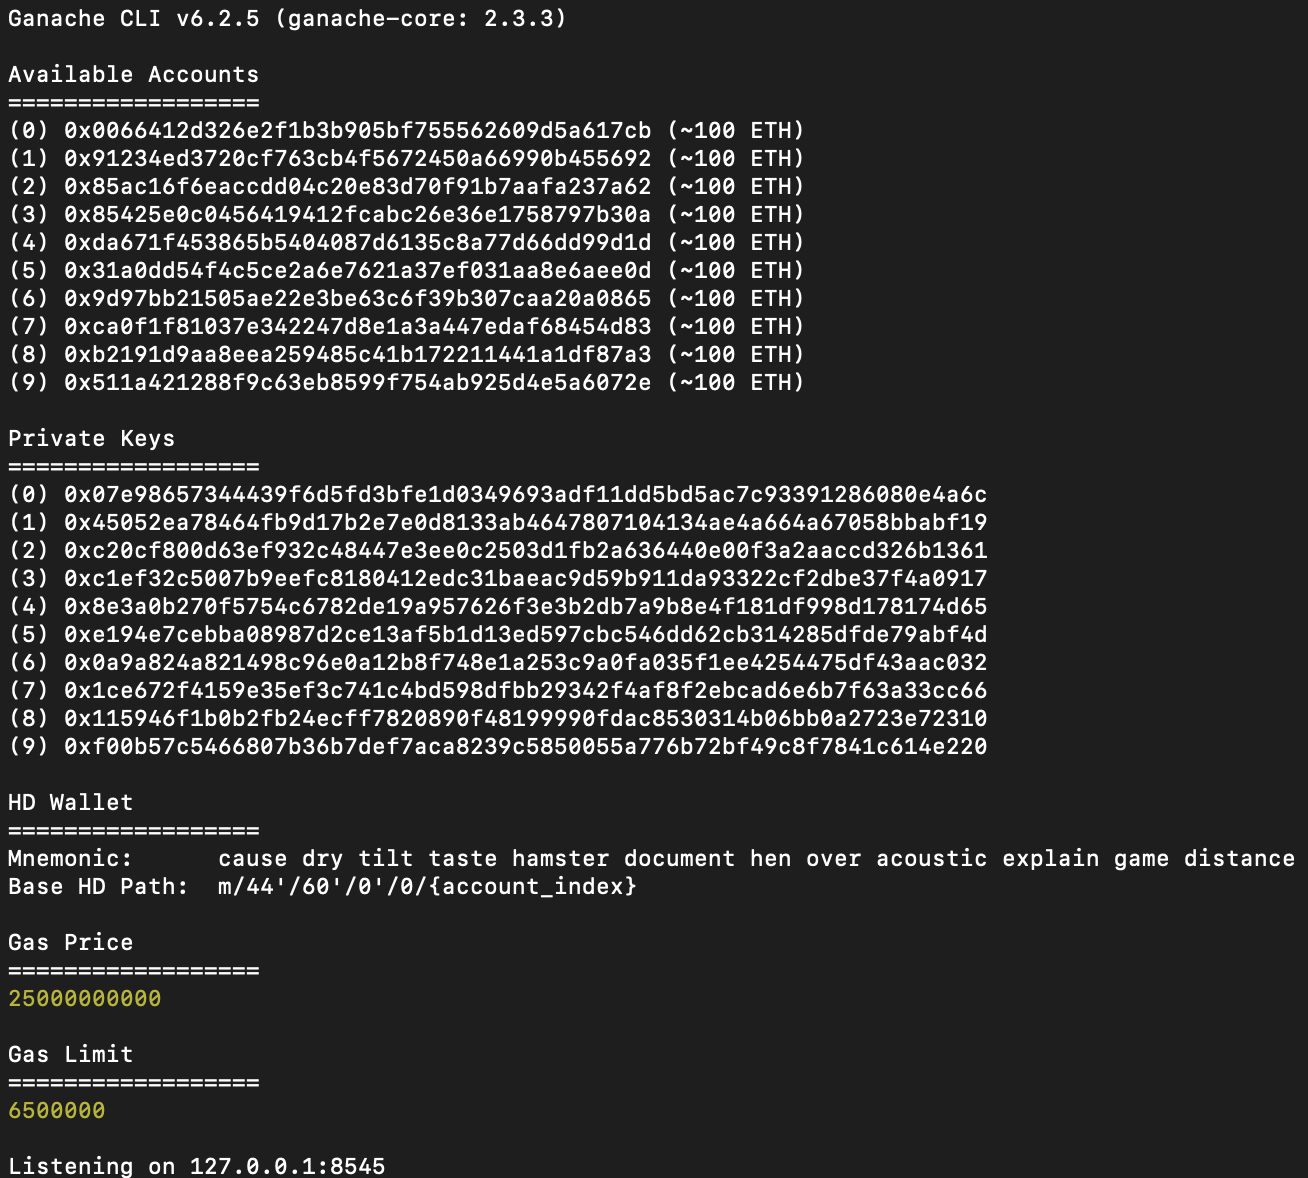 Ganache CLI v6.2.5 (ganache-core: 2.3.3)
Available Accounts
==================
(0) 0x0066412d326e2f1b3b905bf755562609d5a617cb (~100 ETH)
(1) 0x91234ed3720cf763cb4f5672450a66990b455692 (~100 ETH)
(2) 0x85ac16f6eaccdd04c20e83d70f91b7aafa237a62 (~100 ETH)
(3) 0x85425e0c0456419412fcabc26e36e1758797b30a (~100 ETH)
(4) 0xda671f453865b5404087d6135c8a77d66dd99d1d (~100 ETH)
(5) 0x31a0dd54f4c5ce2a6e7621a37ef031aa8e6aee0d (~100 ETH)
(6) 0x9d97bb21505ae22e3be63c6f39b307caa20a0865 (~100 ETH)
(7) 0xca0f1f81037e342247d8e1a3a447edaf68454d83 (~100 ETH)
(8) 0xb2191d9aa8eea259485c41b172211441a1df87a3 (~100 ETH)
(9) 0x511a421288f9c63eb8599f754ab925d4e5a6072e (~100 ETH)
Private Keys
==================
(0) 0x07e98657344439f6d5fd3bfe1d0349693adf11dd5bd5ac7c93391286080e4a6c
(1) 0x45052ea78464fb9d17b2e7e0d8133ab4647807104134ae4a664a67058bbabf19
(2) 0xc20cf800d63ef932c48447e3ee0c2503d1fb2a636440e00f3a2aaccd326b1361
(3) 0xc1ef32c5007b9eefc8180412edc31baeac9d59b911da93322cf2dbe37f4a0917
(4) 0x8e3a0b270f5754c6782de19a957626f3e3b2db7a9b8e4f181df998d178174d65
(5) 0xe194e7cebba08987d2ce13af5b1d13ed597cbc546dd62cb314285dfde79abf4d
(6) 0x0a9a824a821498c96e0a12b8f748e1a253c9a0fa035f1ee4254475df43aac032
(7) 0x1ce672f4159e35ef3c741c4bd598dfbb29342f4af8f2ebcad6e6b7f63a33cc66
(8) 0x115946f1b0b2fb24ecff7820890f48199990fdac8530314b06bb0a2723e72310
(9) 0xf00b57c5466807b36b7def7aca8239c5850055a776b72bf49c8f7841c614e220
HD Wallet
==================
Mnemonic:      cause dry tilt taste hamster document hen over acoustic explain game distance
Base HD Path:  m/44'/60'/0'/0/{account_index}
Gas Price
==================
25000000000
Gas Limit
==================
6500000
Listening on 127.0.0.1:8545